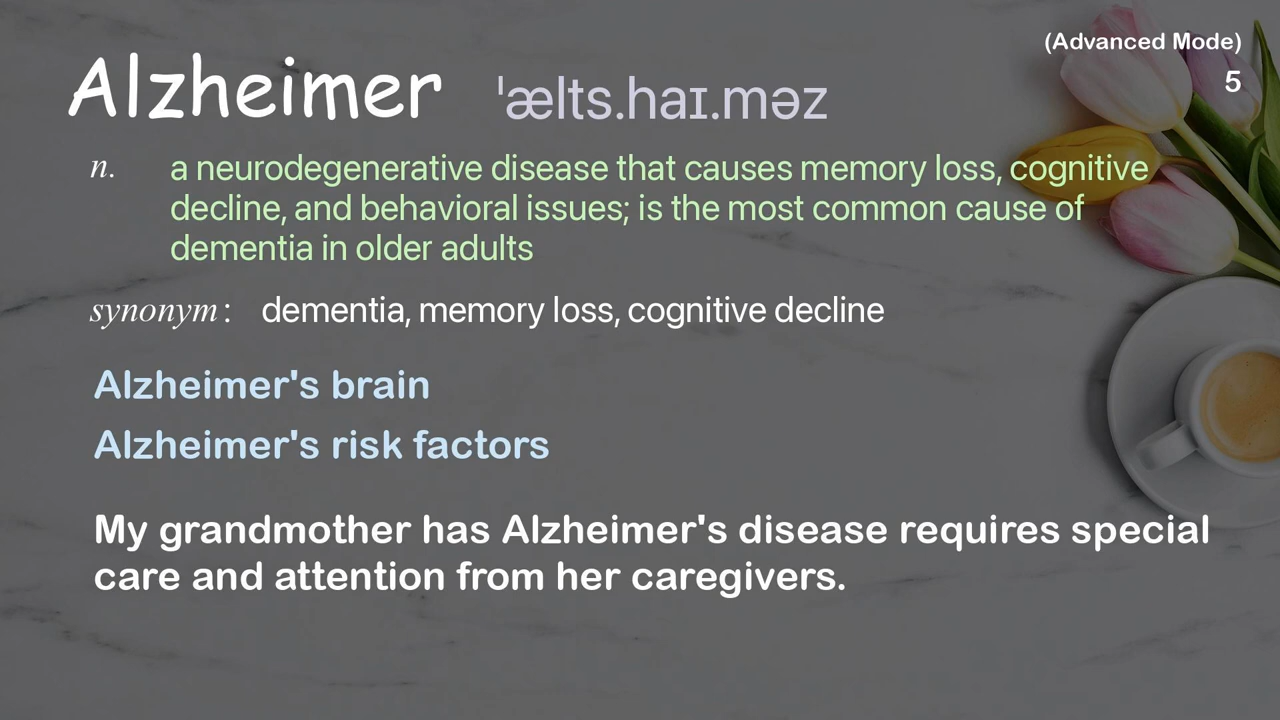 (Advanced Mode)
5
Alzheimer ˈælts.haɪ.məz
n. a neurodegenerative disease that causes memory loss, cognitive
decline, and behavioral issues; is the most common cause of
dementia in older adults
synonym: dementia, memory loss, cognitive decline
Alzheimer's brain
Alzheimer's risk factors
My grandmother has Alzheimer's disease requires special
care and attention from her caregivers.